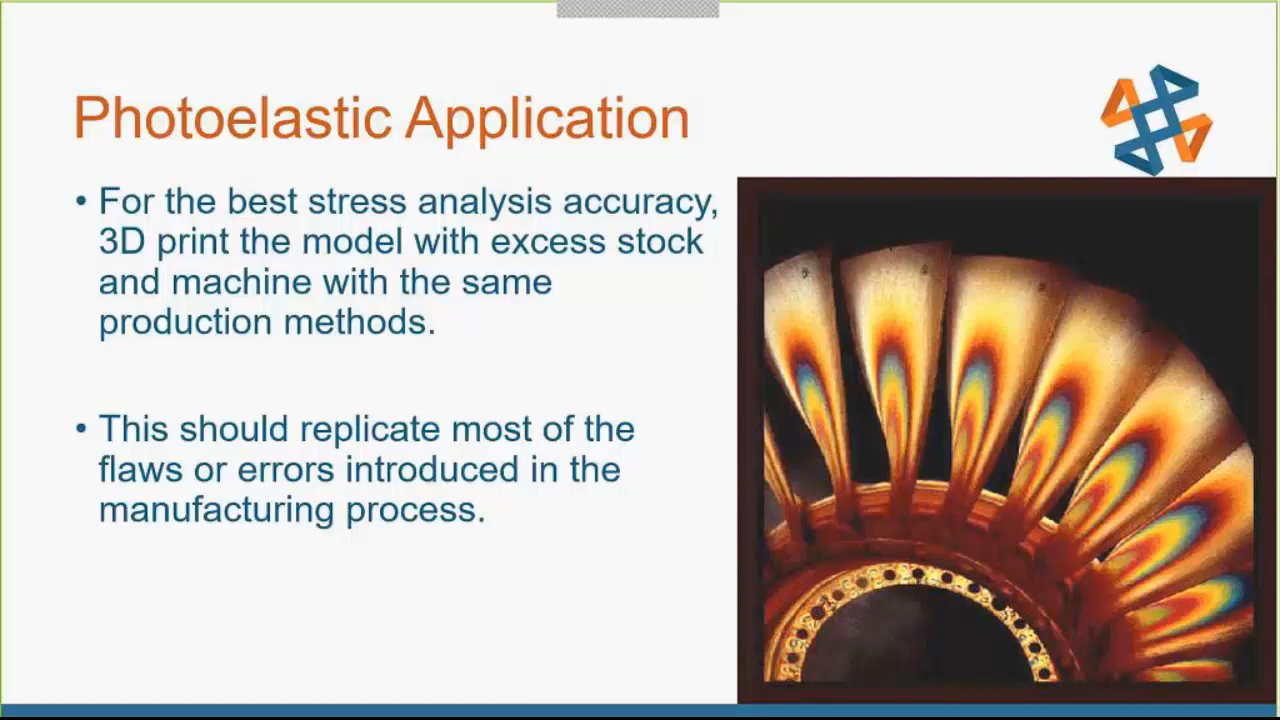 Photoelastic Application
• For the best stress analysis accuracy,
3D print the model with excess stock
and machine with the same
production methods.
• This should replicate most of the
flaws or errors introduced in the
manufacturing process.